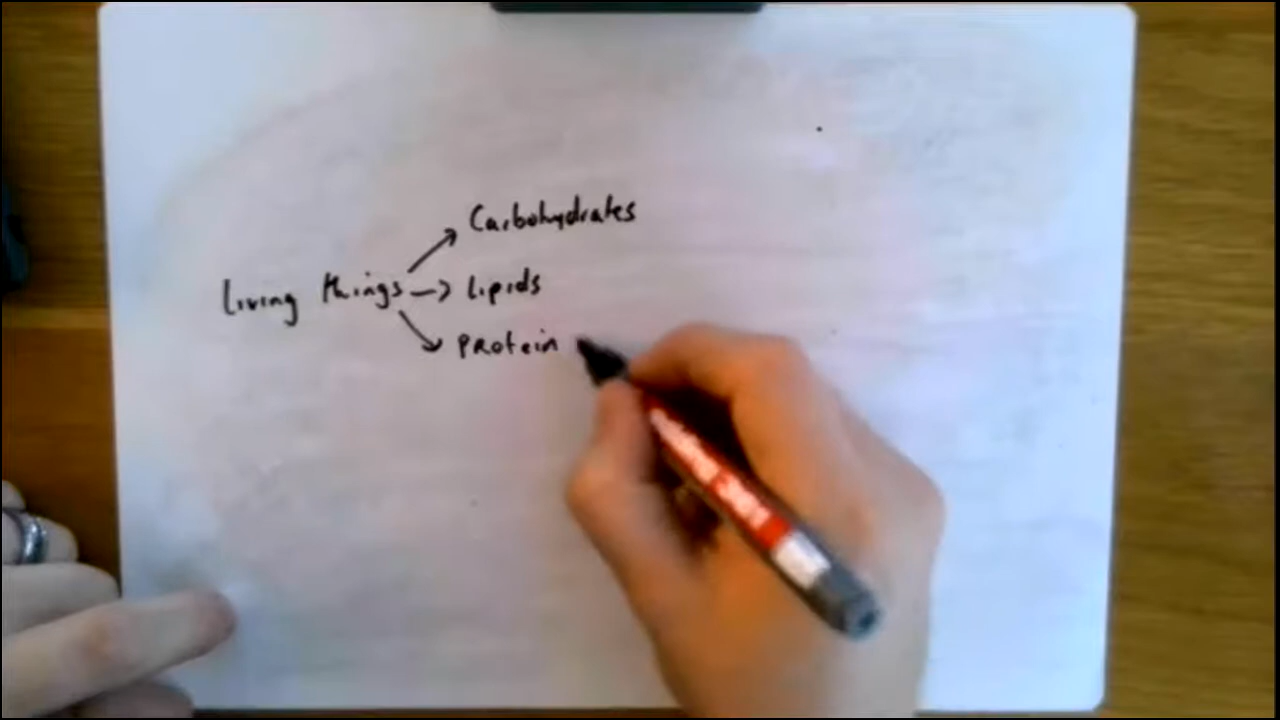 Carbohydrates
living things → lipids
protein